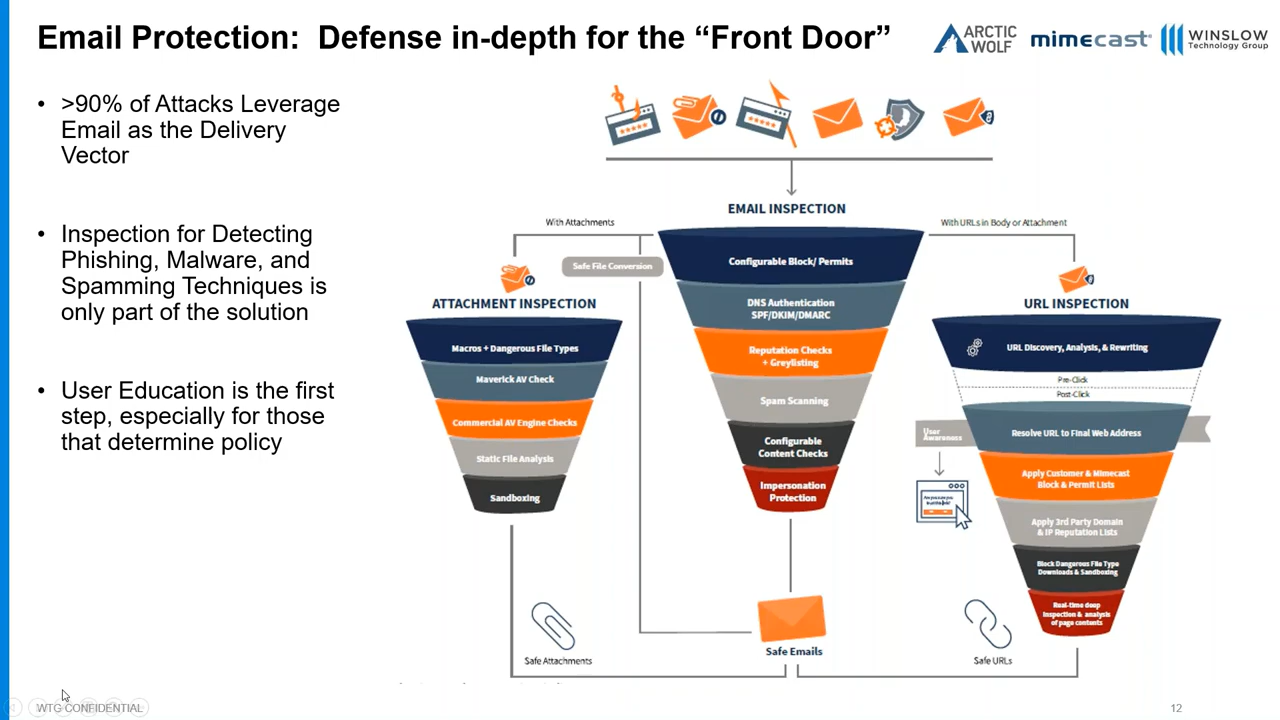 Email Protection:  Defense in-depth for the “Front Door”
ARCTIC
WOLF
mimecast
WINSLOW
Technology Group
• >90% of Attacks Leverage
Email as the Delivery
Vector
• Inspection for Detecting
Phishing, Malware, and
Spamming Techniques is
only part of the solution
• User Education is the first
step, especially for those
that determine policy
EMAIL INSPECTION
With Attachments
With URLs in Body or Attachment
Safe File Conversion
Configurable Block/ Permits
DNS Authentication
SPF/DKIM/DMARC
Reputation Checks
+ Greylisting
Spam Scanning
Configurable
Content Checks
Impersonation
Protection
ATTACHMENT INSPECTION
Macros + Dangerous File Types
Maverick AV Check
Commercial AV Engine Checks
Static File Analysis
Sandboxing
URL INSPECTION
URL Discovery, Analysis, & Rewriting
Pre-Click
Post-Click
User
Awareness
Resolve URL to Final Web Address
Apply Customer & Mimecast
Block & Permit Lists
Apply 3rd Party Domain
& IP Reputation Lists
Block Dangerous File Type
Downloads & Sandboxing
Real-time deep
Inspection & analysis
of page contents
Safe Attachments
Safe Emails
Safe URLs
WTG CONFIDENTIAL
12